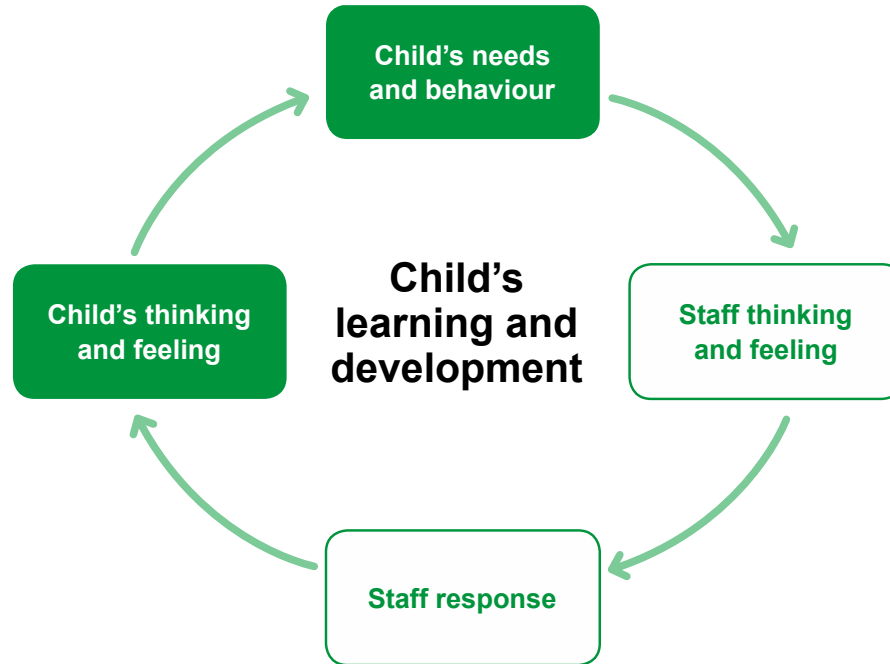 Child’s needs
and behaviour
Child’s
learning and
development
Child’s thinking
and feeling
Staff thinking
and feeling
Staff response